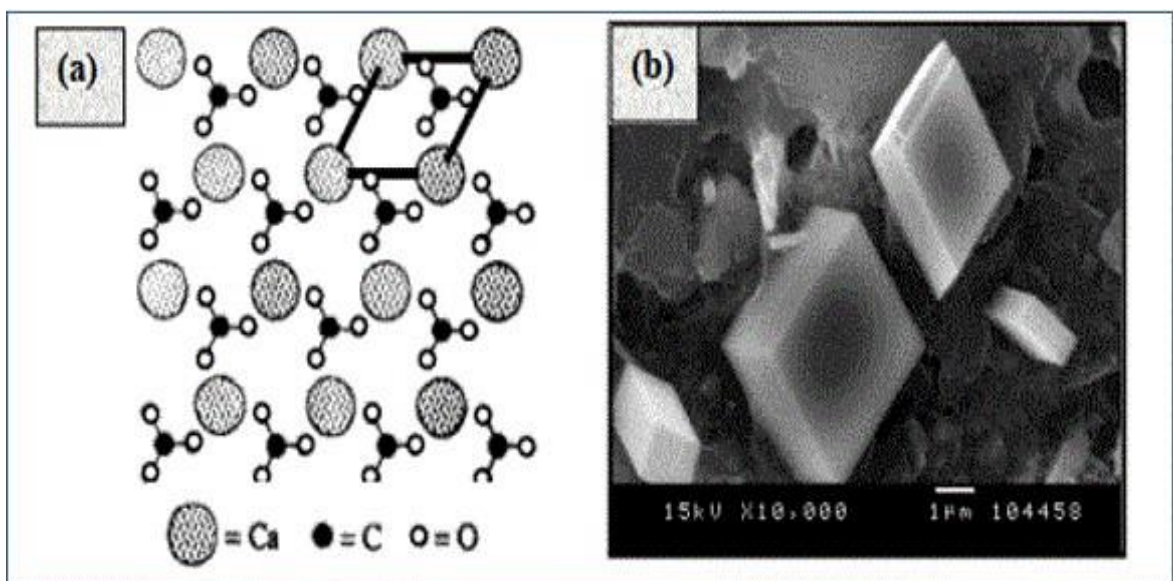 (a)
(b)
= Ca
= C
= O
15kV X10,000 1μm 104458